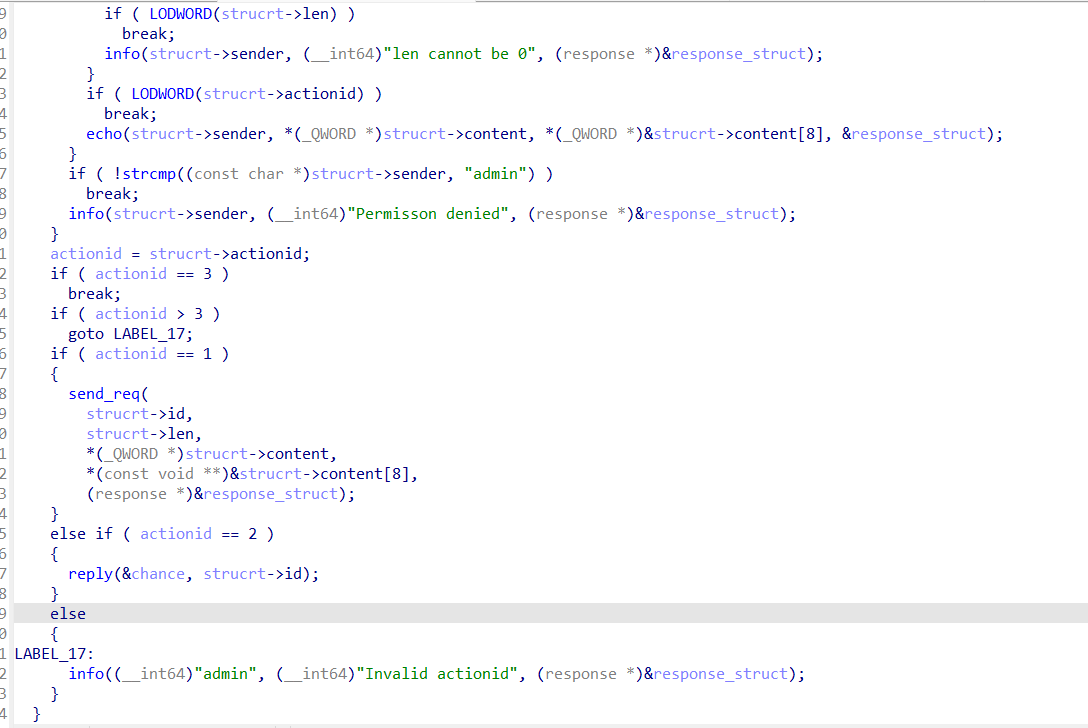 9 if ( LODWORD(strucrt->len) )
0 break;
1 info(strucrt->sender, (__int64)"len cannot be 0", (response *)&response_struct);
2 }
3 if ( LODWORD(strucrt->actionid) )
4 break;
5 echo(strucrt->sender, *(_QWORD *)strucrt->content, *(_QWORD *)&strucrt->content[8], &response_struct);
6 }
7 if ( !strcmp((const char *)strucrt->sender, "admin") )
8 break;
9 info(strucrt->sender, (__int64)"Permisson denied", (response *)&response_struct);
0 }
1 actionid = strucrt->actionid;
2 if ( actionid == 3 )
3 break;
4 if ( actionid > 3 )
5 goto LABEL_17;
6 if ( actionid == 1 )
7 {
8 send_req(
9 strucrt->id,
0 strucrt->len,
1 *(_QWORD *)strucrt->content,
2 *(const void **)&strucrt->content[8],
3 (response *)&response_struct);
4 }
5 else if ( actionid == 2 )
6 {
7 reply(&chance, strucrt->id);
8 }
9 else
0 {
1 LABEL_17:
2 info((__int64)"admin", (__int64)"Invalid actionid", (response *)&response_struct);
3 }
4 }